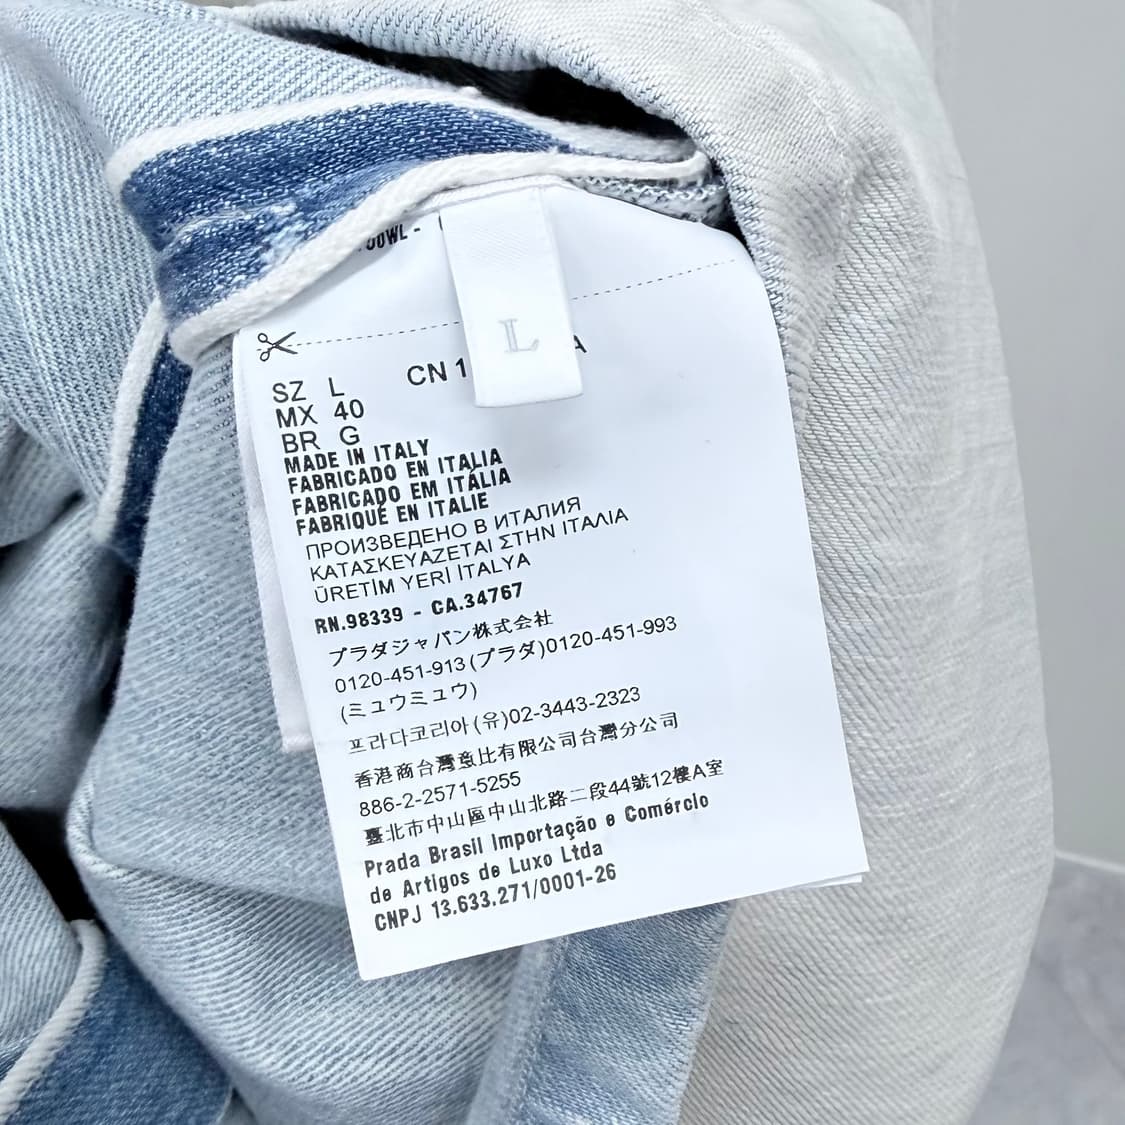 L
SZ L
CN 1
MX 40
BR G
MADE IN ITALY
FABRICADO EN ITALIA
FABRICADO EM ITÁLIA
FABRIQUÉ EN ITALIE
ПРОИЗВЕДЕНО В ИТАЛИЯ
ΚΑΤΑΣΚΕΥΑΖΕΤΑΙ ΣΤΗΝ ΙΤΑΛΙΑ
ÜRETİM YERİ İTALYA
RN.98339 - CA.34767
プラダジャパン株式会社
0120-451-913(プラダ)0120-451-993
(ミュウミュウ)
프라다코리아(유)02-3443-2323
香港商台灣意比有限公司台灣分公司
886-2-2571-5255
臺北市中山區中山北路二段44號12樓A室
Prada Brasil Importação e Comércio
de Artigos de Luxo Ltda
CNPJ 13.633.271/0001-26